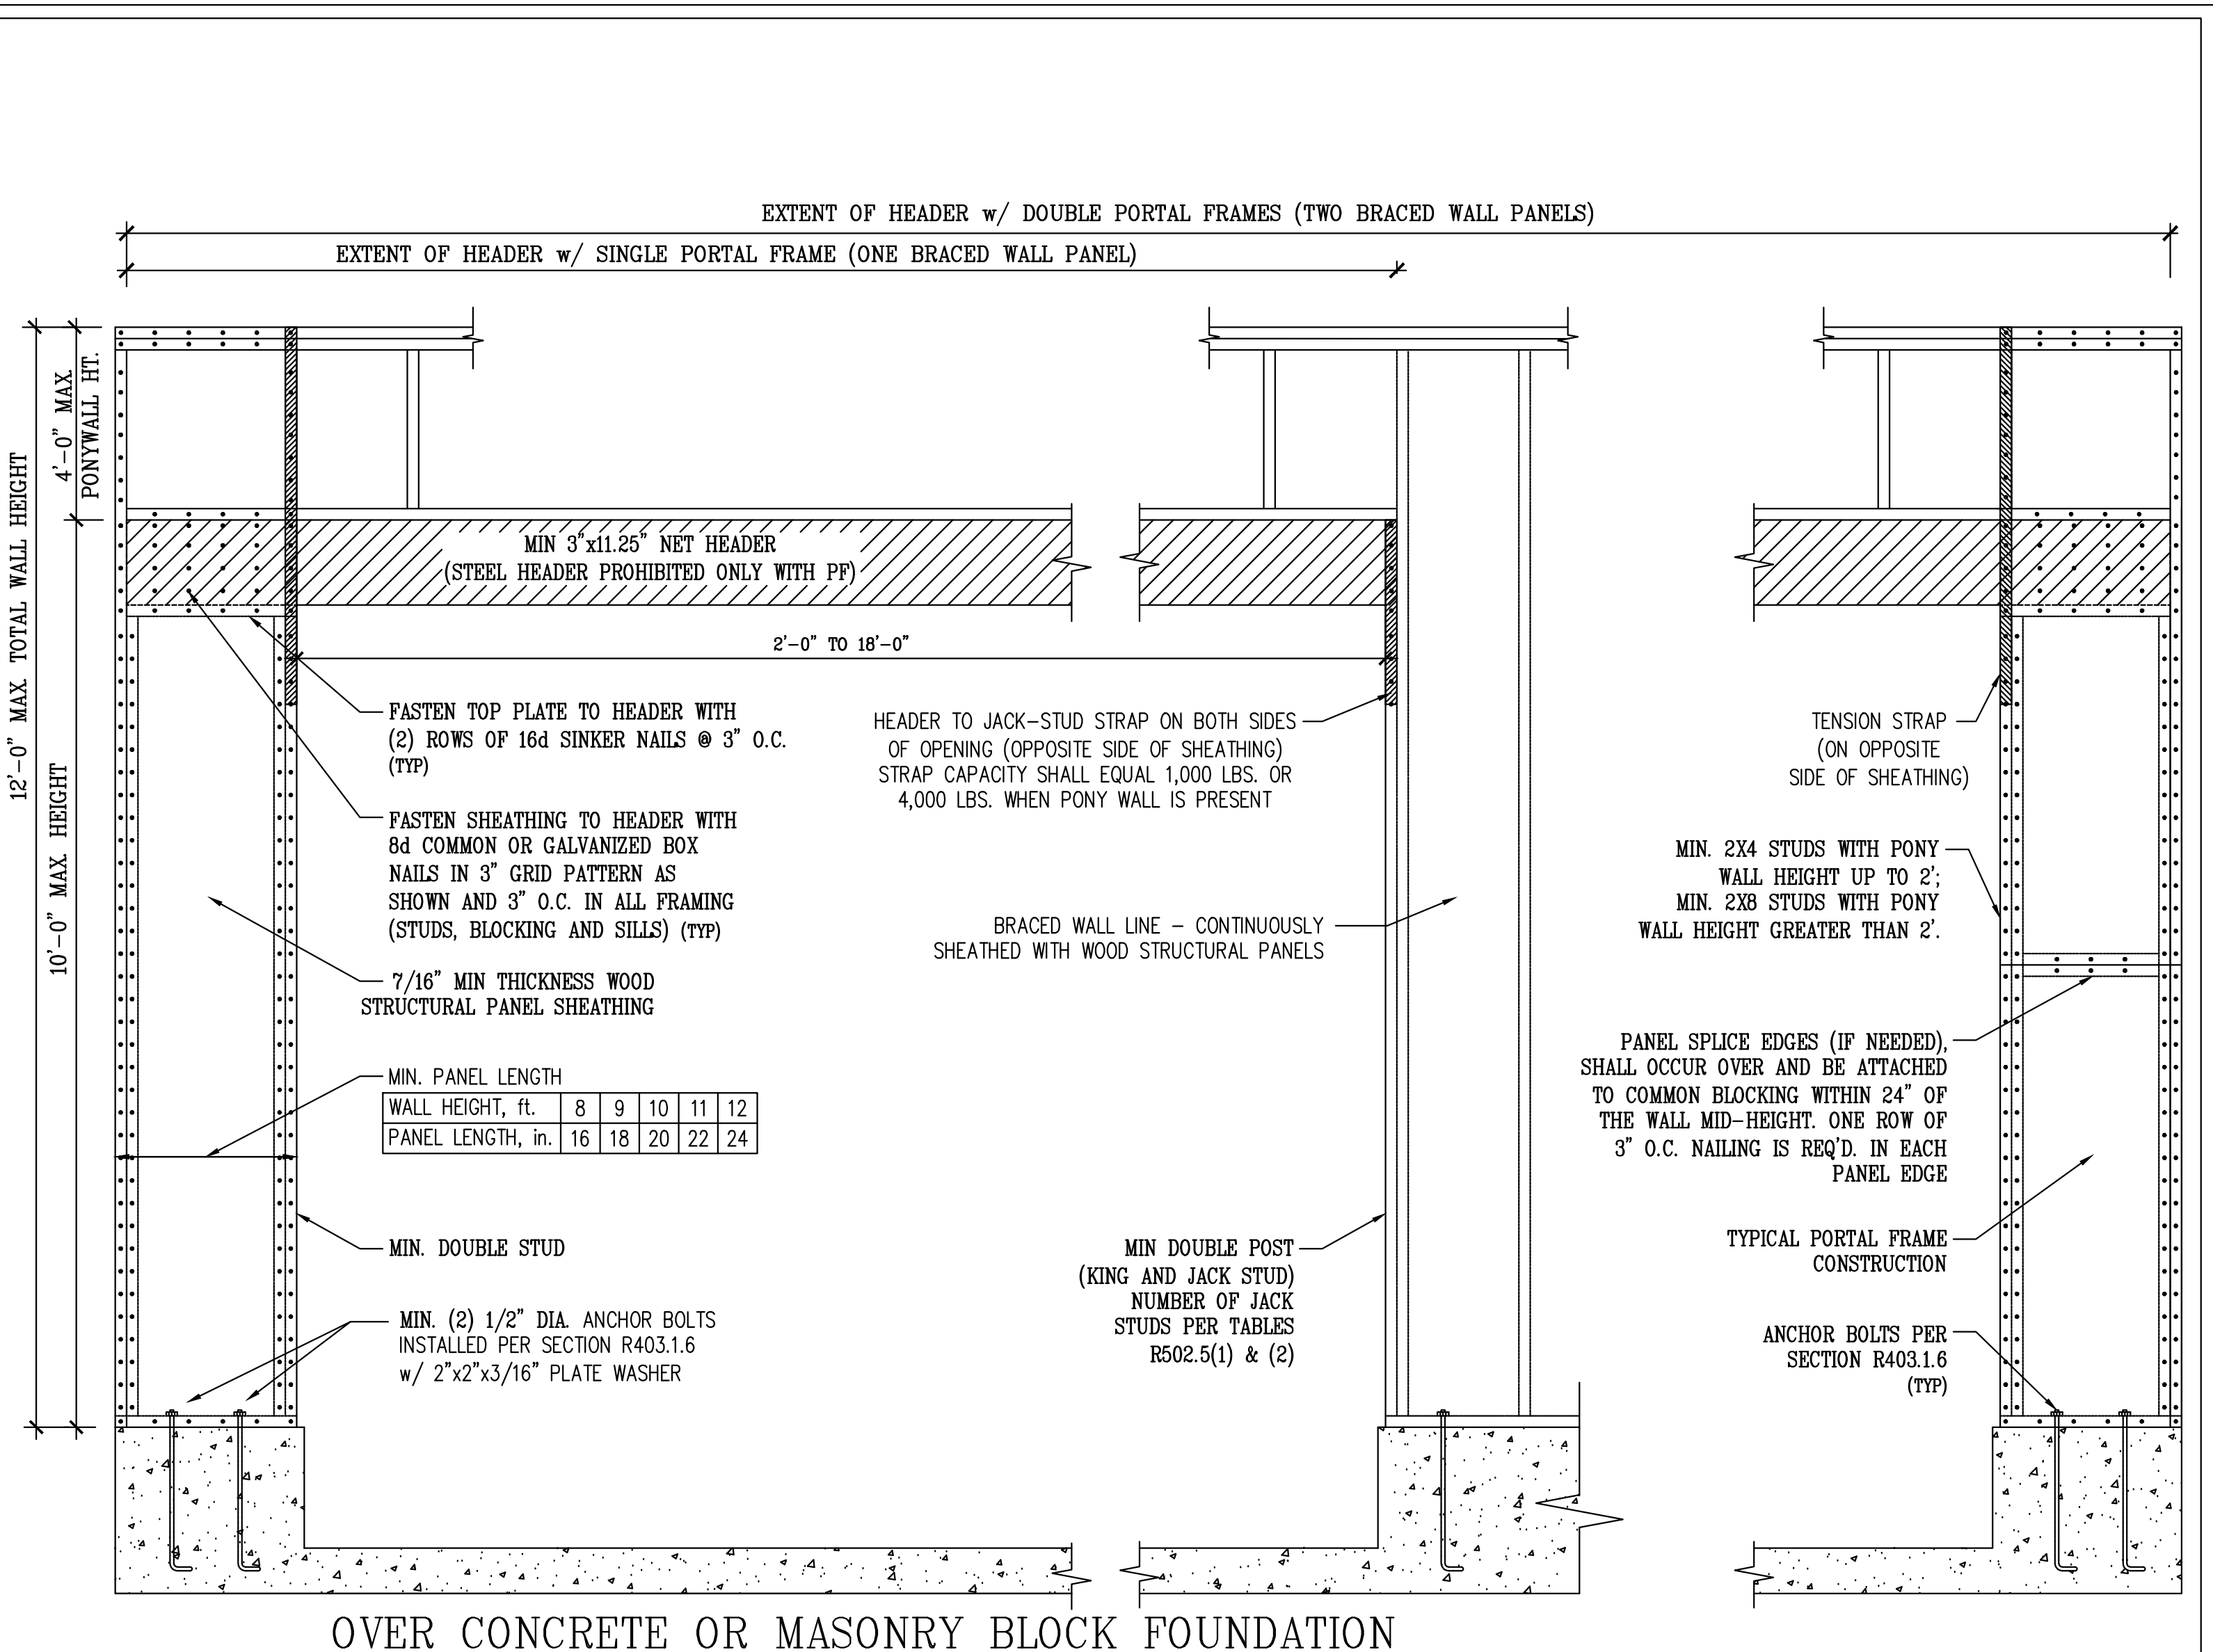 EXTENT OF HEADER w/ DOUBLE PORTAL FRAMES (TWO BRACED WALL PANELS)
EXTENT OF HEADER w/ SINGLE PORTAL FRAME (ONE BRACED WALL PANEL)
12'-0" MAX. TOTAL WALL HEIGHT
4'-0" MAX.
PONYWALL HT.
10'-0" MAX. HEIGHT
MIN 3"x11.25" NET HEADER
(STEEL HEADER PROHIBITED ONLY WITH PF)
2'-0" TO 18'-0"
FASTEN TOP PLATE TO HEADER WITH
(2) ROWS OF 16d SINKER NAILS @ 3" O.C.
(TYP)
FASTEN SHEATHING TO HEADER WITH
8d COMMON OR GALVANIZED BOX
NAILS IN 3" GRID PATTERN AS
SHOWN AND 3" O.C. IN ALL FRAMING
(STUDS, BLOCKING AND SILLS) (TYP)
7/16" MIN THICKNESS WOOD
STRUCTURAL PANEL SHEATHING
MIN. PANEL LENGTH
WALL HEIGHT, ft. 8 9 10 11 12
PANEL LENGTH, in. 16 18 20 22 24
MIN. DOUBLE STUD
MIN. (2) 1/2" DIA. ANCHOR BOLTS
INSTALLED PER SECTION R403.1.6
w/ 2"x2"x3/16" PLATE WASHER
HEADER TO JACK-STUD STRAP ON BOTH SIDES
OF OPENING (OPPOSITE SIDE OF SHEATHING)
STRAP CAPACITY SHALL EQUAL 1,000 LBS. OR
4,000 LBS. WHEN PONY WALL IS PRESENT
BRACED WALL LINE – CONTINUOUSLY
SHEATHED WITH WOOD STRUCTURAL PANELS
MIN DOUBLE POST
(KING AND JACK STUD)
NUMBER OF JACK
STUDS PER TABLES
R502.5(1) & (2)
TENSION STRAP
(ON OPPOSITE
SIDE OF SHEATHING)
MIN. 2X4 STUDS WITH PONY
WALL HEIGHT UP TO 2';
MIN. 2X8 STUDS WITH PONY
WALL HEIGHT GREATER THAN 2'.
PANEL SPLICE EDGES (IF NEEDED),
SHALL OCCUR OVER AND BE ATTACHED
TO COMMON BLOCKING WITHIN 24" OF
THE WALL MID-HEIGHT. ONE ROW OF
3" O.C. NAILING IS REQ'D. IN EACH
PANEL EDGE
TYPICAL PORTAL FRAME
CONSTRUCTION
ANCHOR BOLTS PER
SECTION R403.1.6
(TYP)
OVER CONCRETE OR MASONRY BLOCK FOUNDATION